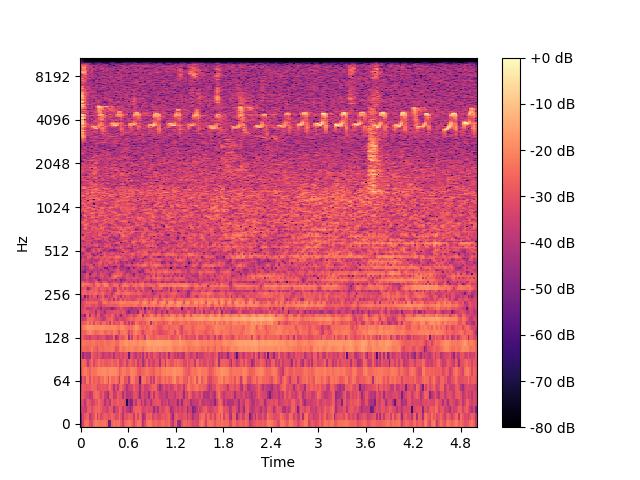 8192
4096
2048
1024
512
256
128
64
0
Hz
0
0.6
1.2
1.8
2.4
3
3.6
4.2
4.8
Time
+0 dB
-10 dB
-20 dB
-30 dB
-40 dB
-50 dB
-60 dB
-70 dB
-80 dB